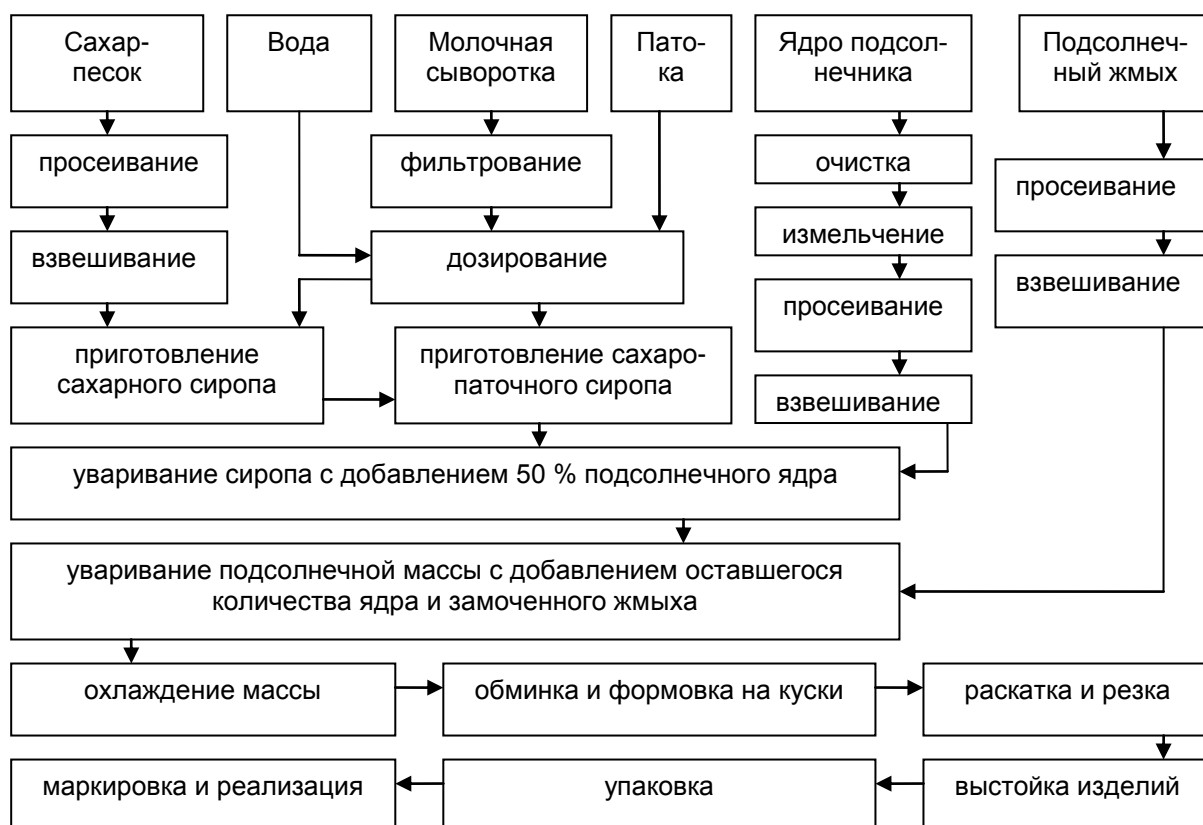 Сахар-
песок
Вода
Молочная
сыворотка
Пато-
ка
Ядро подсол-
нечника
Подсолнеч-
ный жмых
просеивание
фильтрование
очистка
просеивание
взвешивание
дозирование
измельчение
взвешивание
просеивание
приготовление
сахарного сиропа
приготовление сахаро-
паточного сиропа
взвешивание
уваривание сиропа с добавлением 50 % подсолнечного ядра
уваривание подсолнечной массы с добавлением оставшегося
количества ядра и замоченного жмыха
охлаждение массы
обминка и формовка на куски
раскатка и резка
маркировка и реализация
упаковка
выстойка изделий